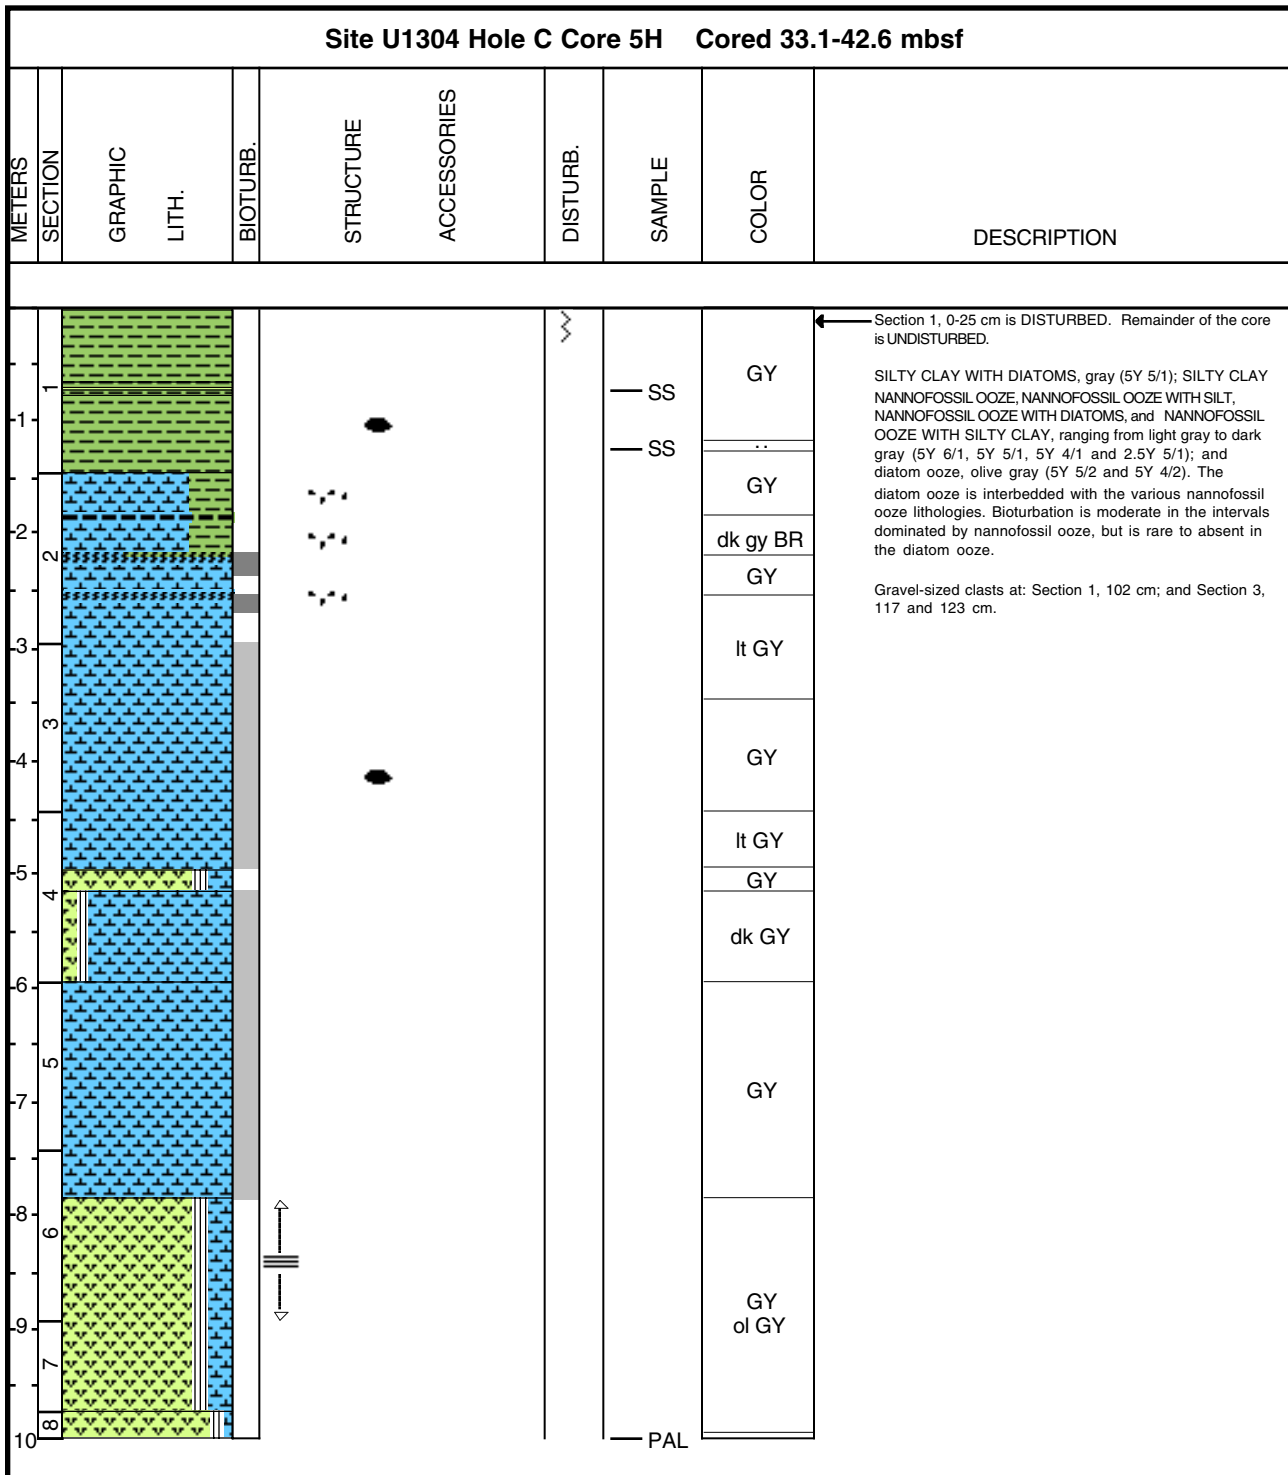 Site U1304 Hole C Core 5H Cored 33.1-42.6 mbsf
METERS
SECTION
GRAPHIC
LITH.
BIOTURB.
STRUCTURE
ACCESSORIES
DISTURB.
SAMPLE
COLOR
DESCRIPTION
Section 1, 0-25 cm is DISTURBED. Remainder of the core
is UNDISTURBED.
SILTY CLAY WITH DIATOMS, gray (5Y 5/1); SILTY CLAY
NANNOFOSSIL OOZE, NANNOFOSSIL OOZE WITH SILT,
NANNOFOSSIL OOZE WITH DIATOMS, and NANNOFOSSIL
OOZE WITH SILTY CLAY, ranging from light gray to dark
gray (5Y 6/1, 5Y 5/1, 5Y 4/1 and 2.5Y 5/1); and
diatom ooze, olive gray (5Y 5/2 and 5Y 4/2). The
diatom ooze is interbedded with the various nannofossil
ooze lithologies. Bioturbation is moderate in the intervals
dominated by nannofossil ooze, but is rare to absent in
the diatom ooze.
Gravel-sized clasts at: Section 1, 102 cm; and Section 3,
117 and 123 cm.
1
2
3
4
5
6
7
8
9
10
1
2
3
4
5
6
7
8
SS
SS
PAL
GY
GY
dk gy BR
GY
lt GY
GY
lt GY
GY
dk GY
GY
GY
ol GY